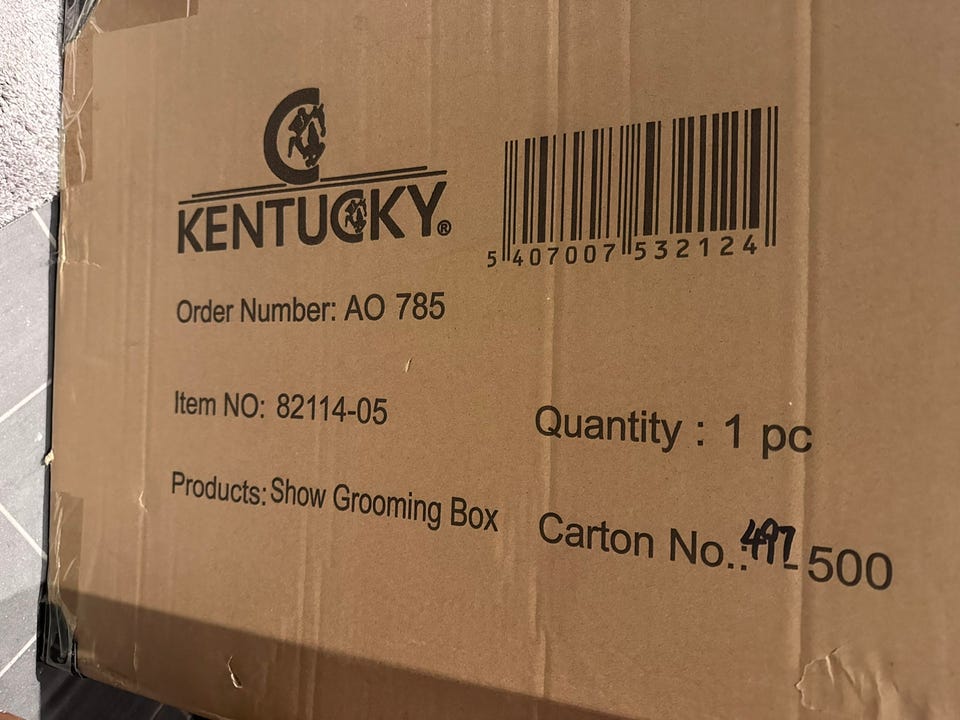 KENTUCKY®
5 407007 532124
Order Number: AO 785
Item NO: 82114-05
Quantity : 1 pc
Products: Show Grooming Box
Carton No.: 497-500